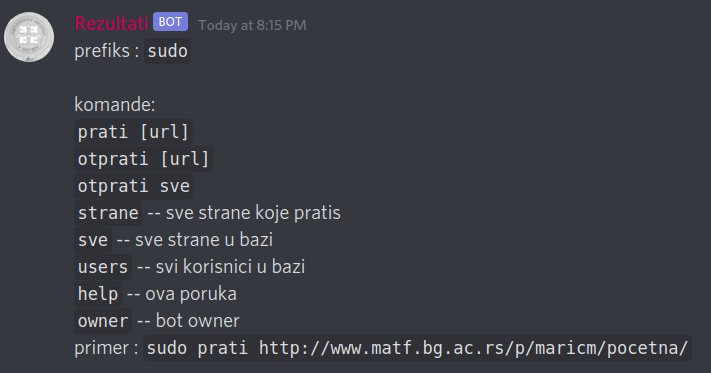 Rezultati BOT Today at 8:15 PM
prefiks : sudo
komande:
prati [url]
otprati [url]
otprati sve
strane -- sve strane koje pratis
sve -- sve strane u bazi
users -- svi korisnici u bazi
help -- ova poruka
owner -- bot owner
primer : sudo prati http://www.matf.bg.ac.rs/p/maricm/pocetna/